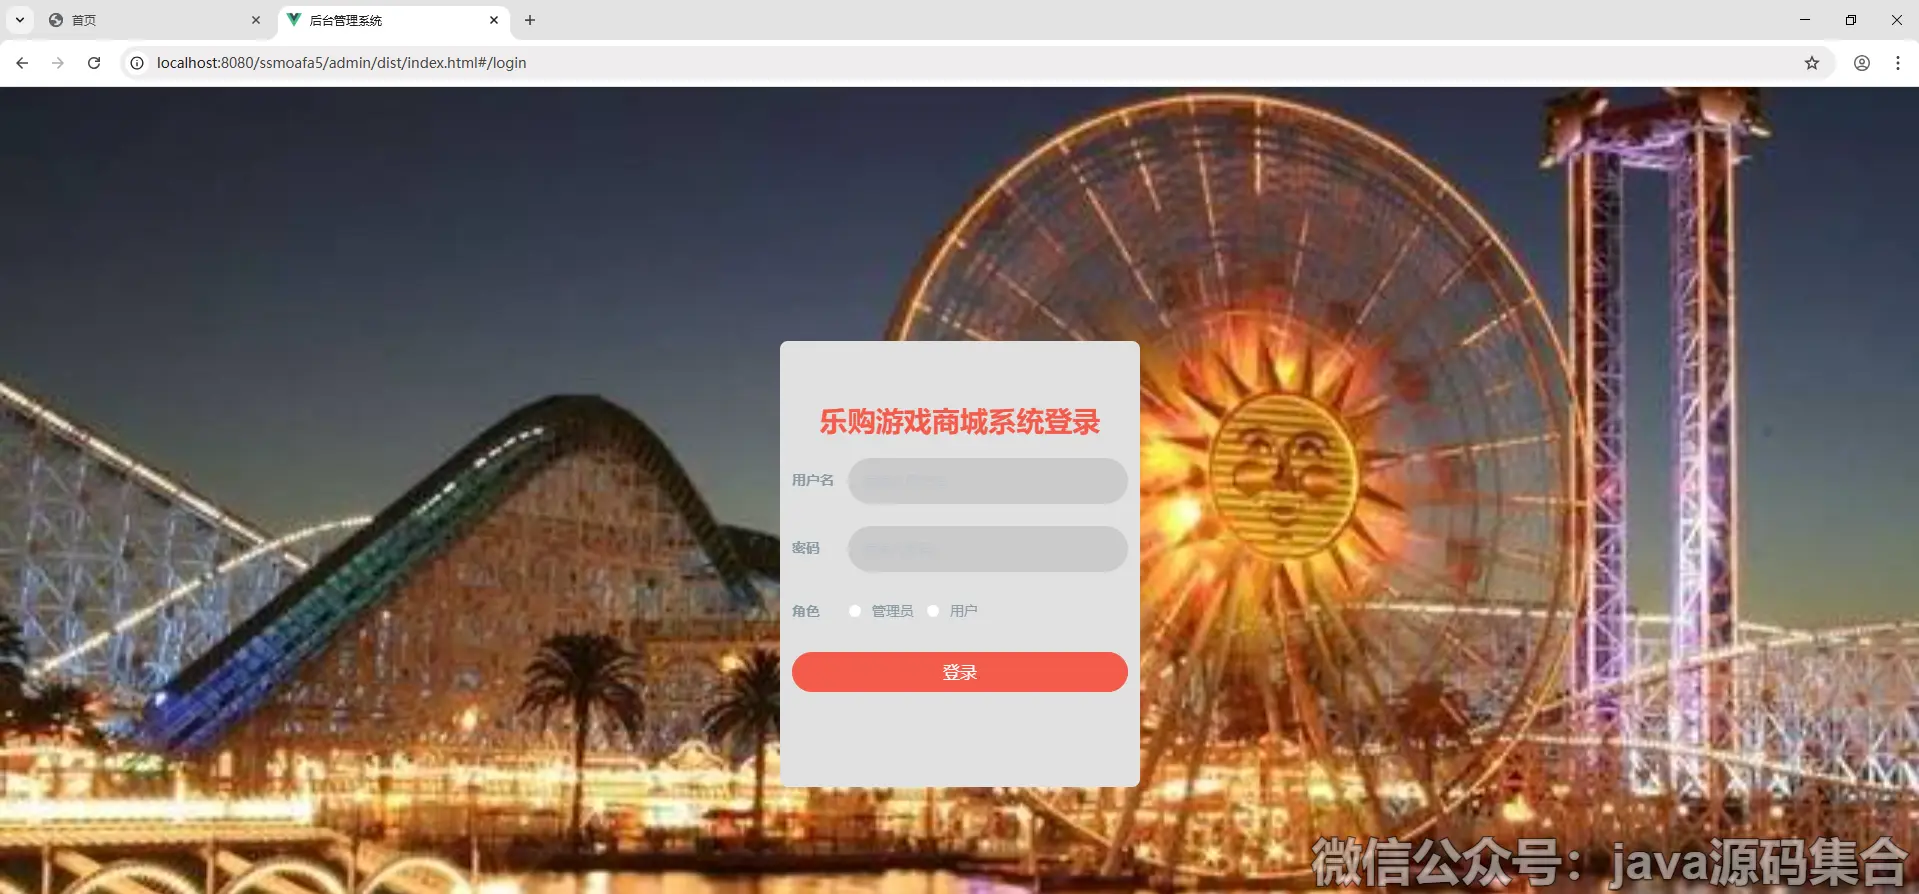 首页
后台管理系统
localhost:8080/ssmoafa5/admin/dist/index.html#/login
乐购游戏商城系统登录
用户名
密码
角色 管理员 用户
登录
微信公众号：java源码集合